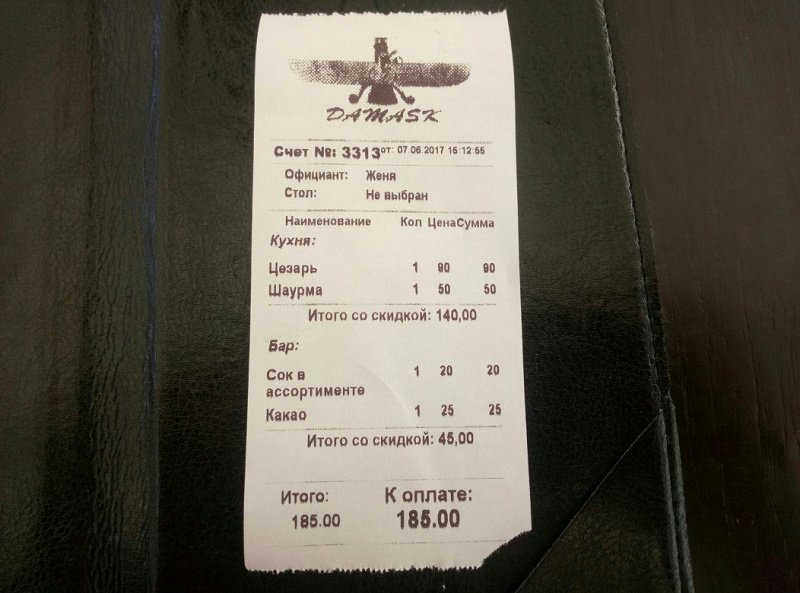 DAMASK
Счет №: 3313 от: 07.06.2017 15:12:55
Официант: Женя
Стол: Не выбран
Наименование Кол Цена Сумма
Кухня:
Цезарь 1 90 90
Шаурма 1 50 50
Итого со скидкой: 140,00
Бар:
Сок в 1 20 20
ассортименте
Какао 1 25 25
Итого со скидкой: 45,00
Итого: К оплате:
185.00 185.00